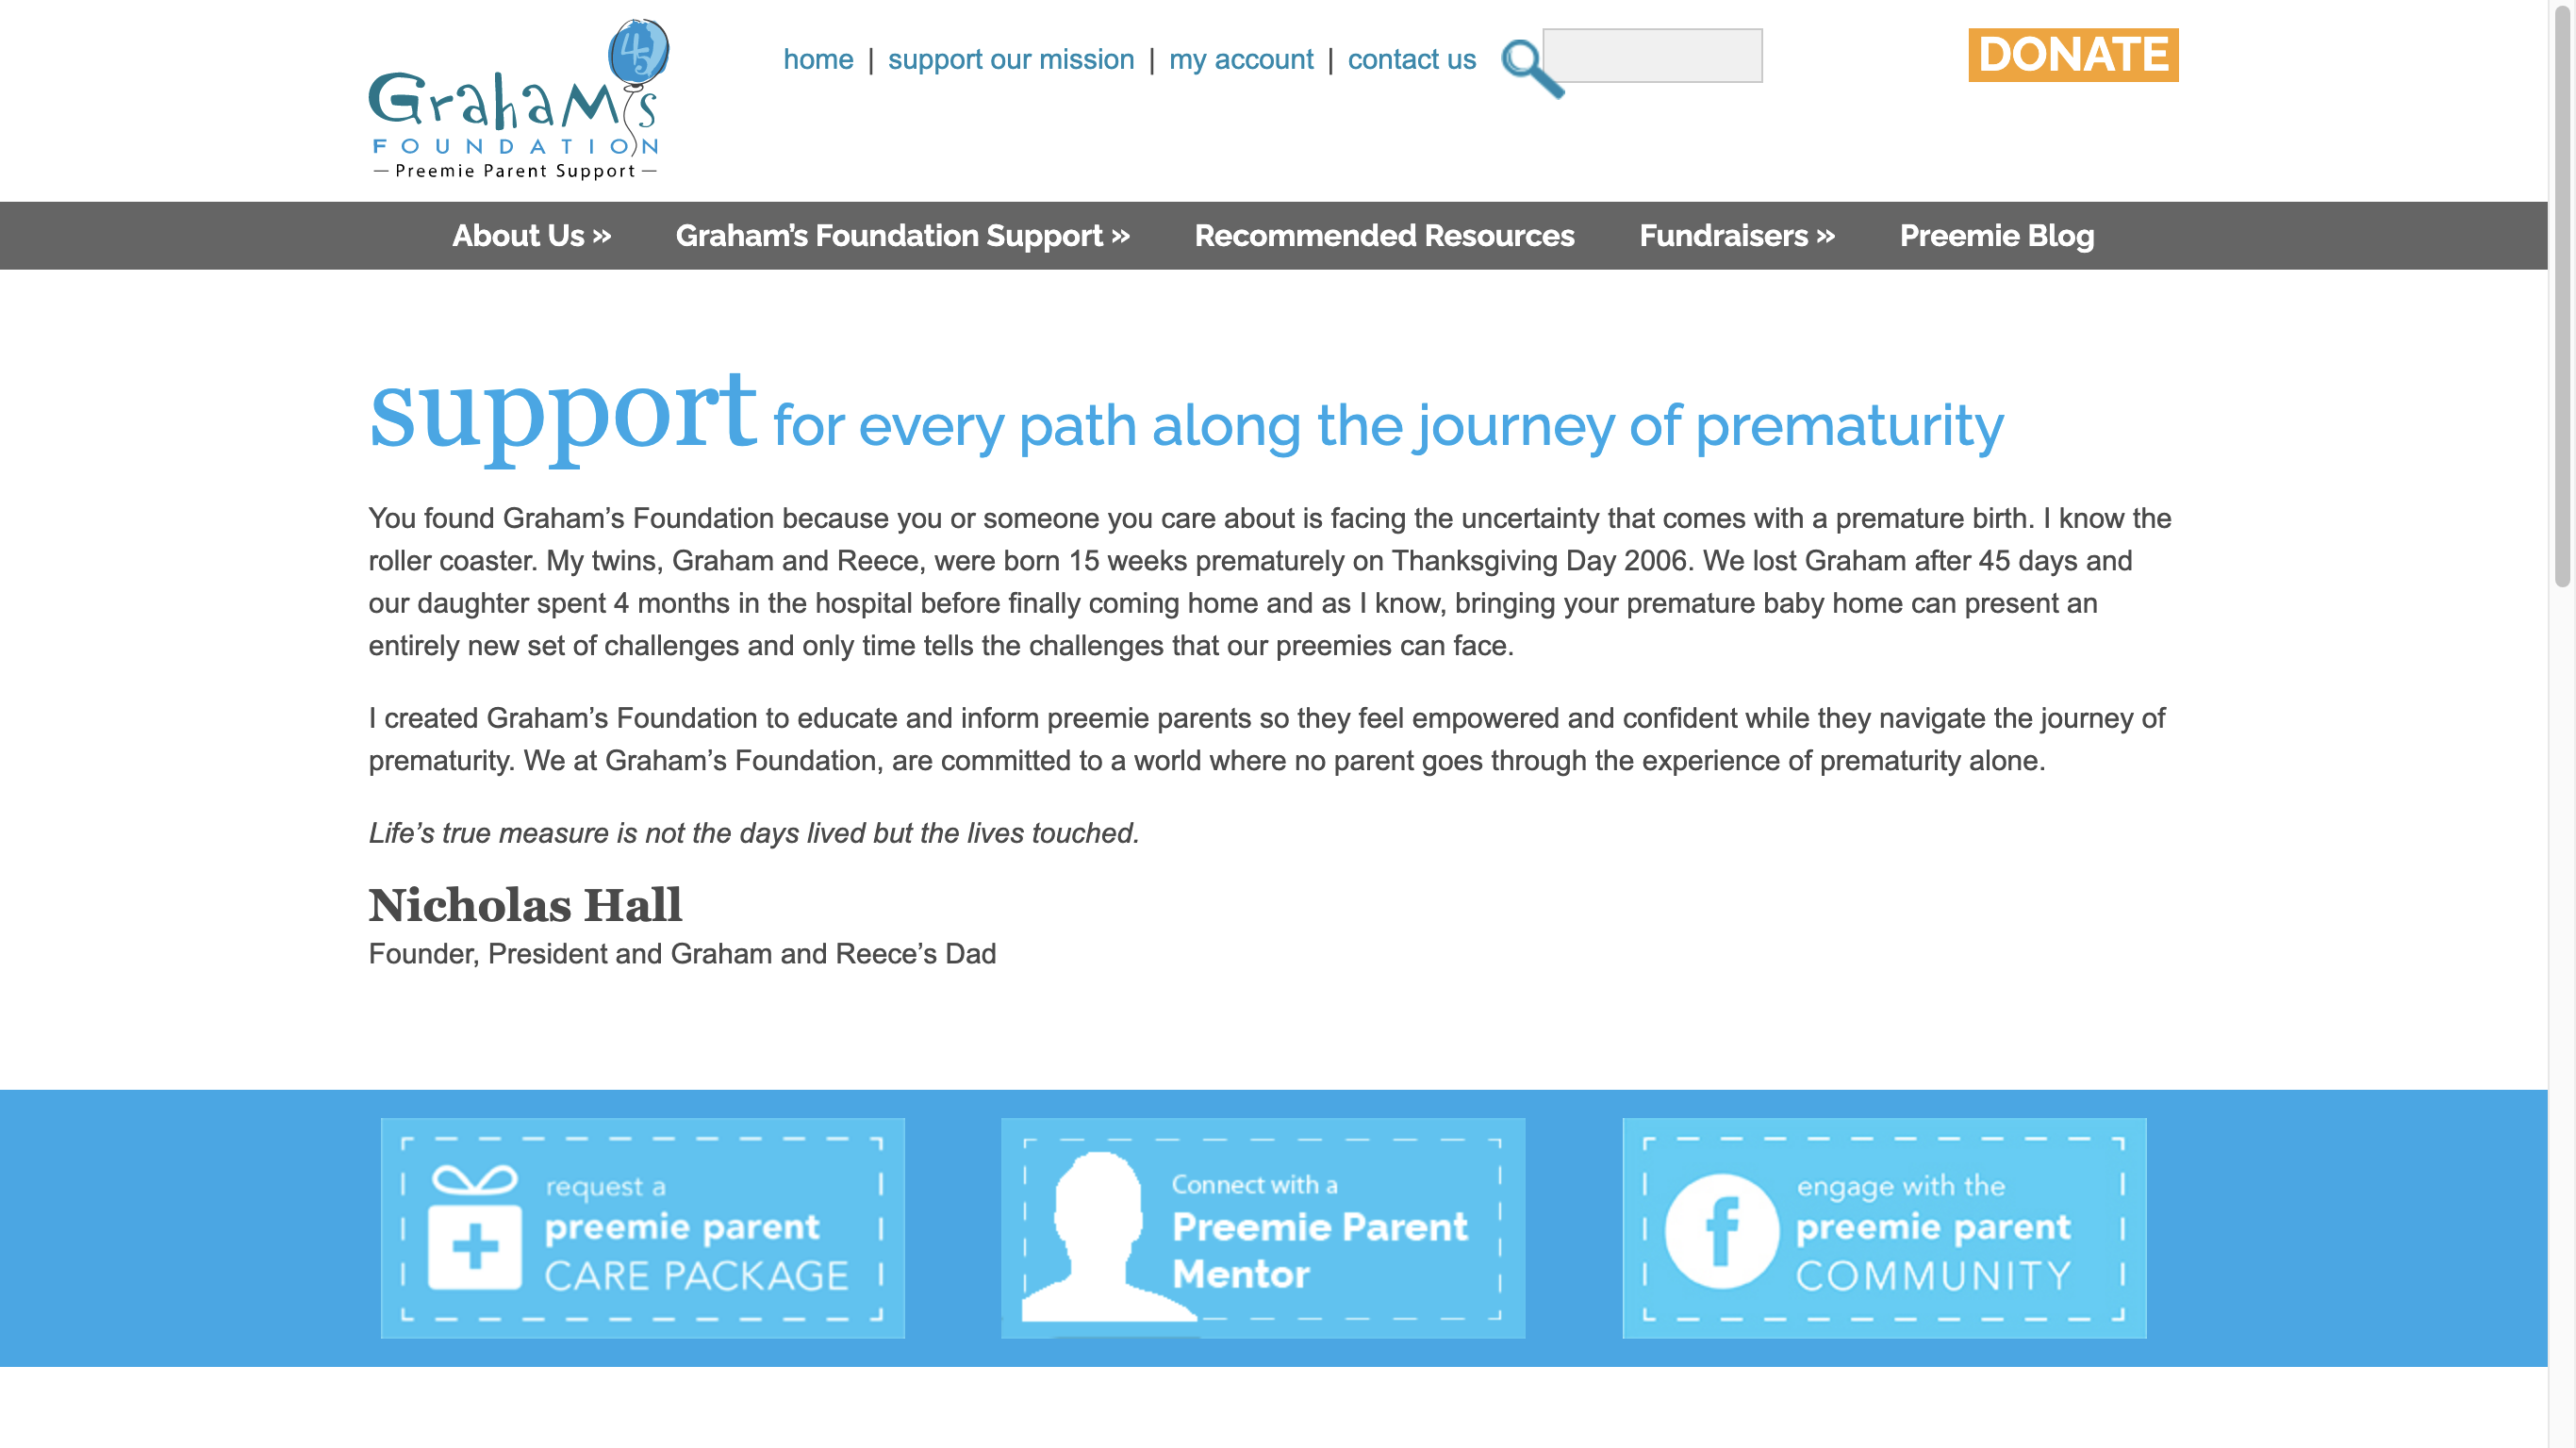 45
Graham's
FOUNDATION
— Preemie Parent Support —
home | support our mission | my account | contact us
DONATE
About Us »
Graham’s Foundation Support »
Recommended Resources
Fundraisers »
Preemie Blog
support for every path along the journey of prematurity
You found Graham’s Foundation because you or someone you care about is facing the uncertainty that comes with a premature birth. I know the
roller coaster. My twins, Graham and Reece, were born 15 weeks prematurely on Thanksgiving Day 2006. We lost Graham after 45 days and
our daughter spent 4 months in the hospital before finally coming home and as I know, bringing your premature baby home can present an
entirely new set of challenges and only time tells the challenges that our preemies can face.
I created Graham’s Foundation to educate and inform preemie parents so they feel empowered and confident while they navigate the journey of
prematurity. We at Graham’s Foundation, are committed to a world where no parent goes through the experience of prematurity alone.
Life’s true measure is not the days lived but the lives touched.
Nicholas Hall
Founder, President and Graham and Reece’s Dad
request a
preemie parent
CARE PACKAGE
Connect with a
Preemie Parent
Mentor
f
engage with the
preemie parent
COMMUNITY